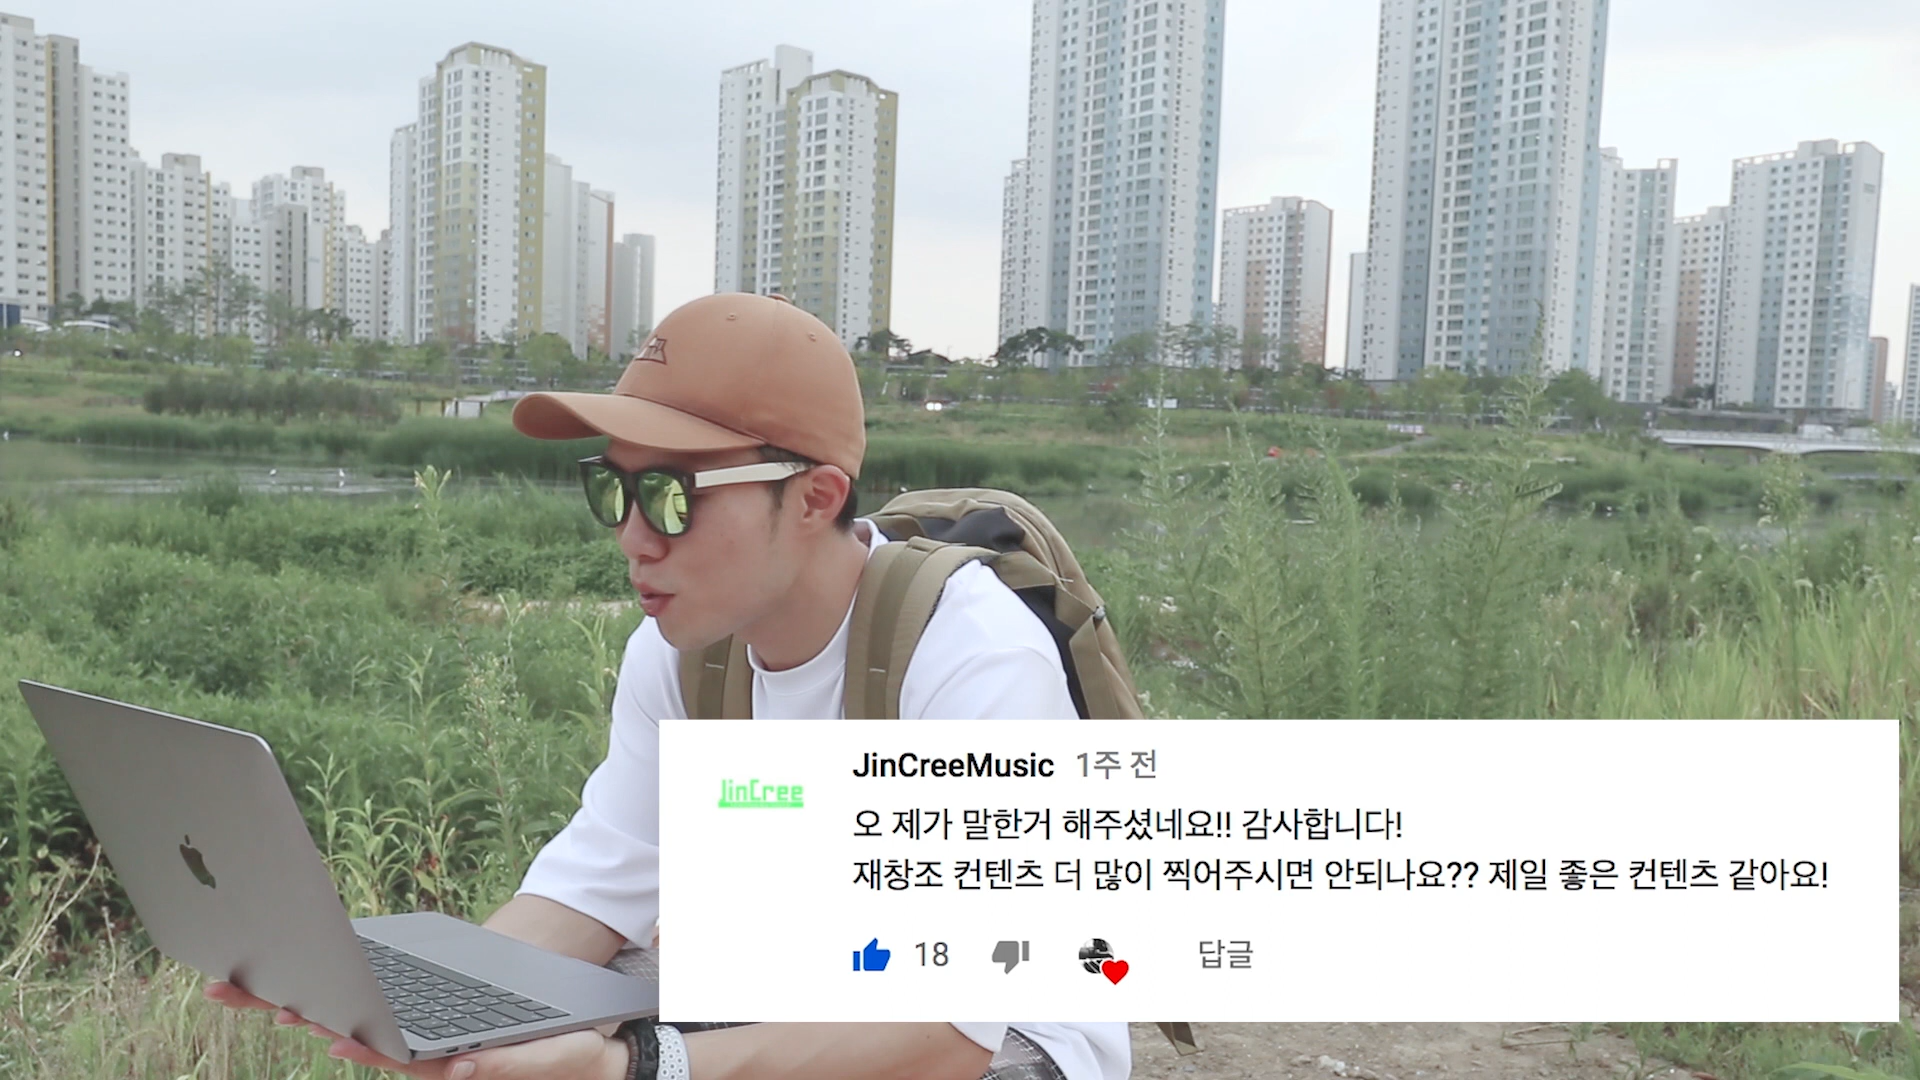 JinCreeMusic 1주 전
JinCree
오 제가 말한거 해주셨네요!! 감사합니다!
재창조 컨텐츠 더 많이 찍어주시면 안되나요?? 제일 좋은 컨텐츠 같아요!
18 답글